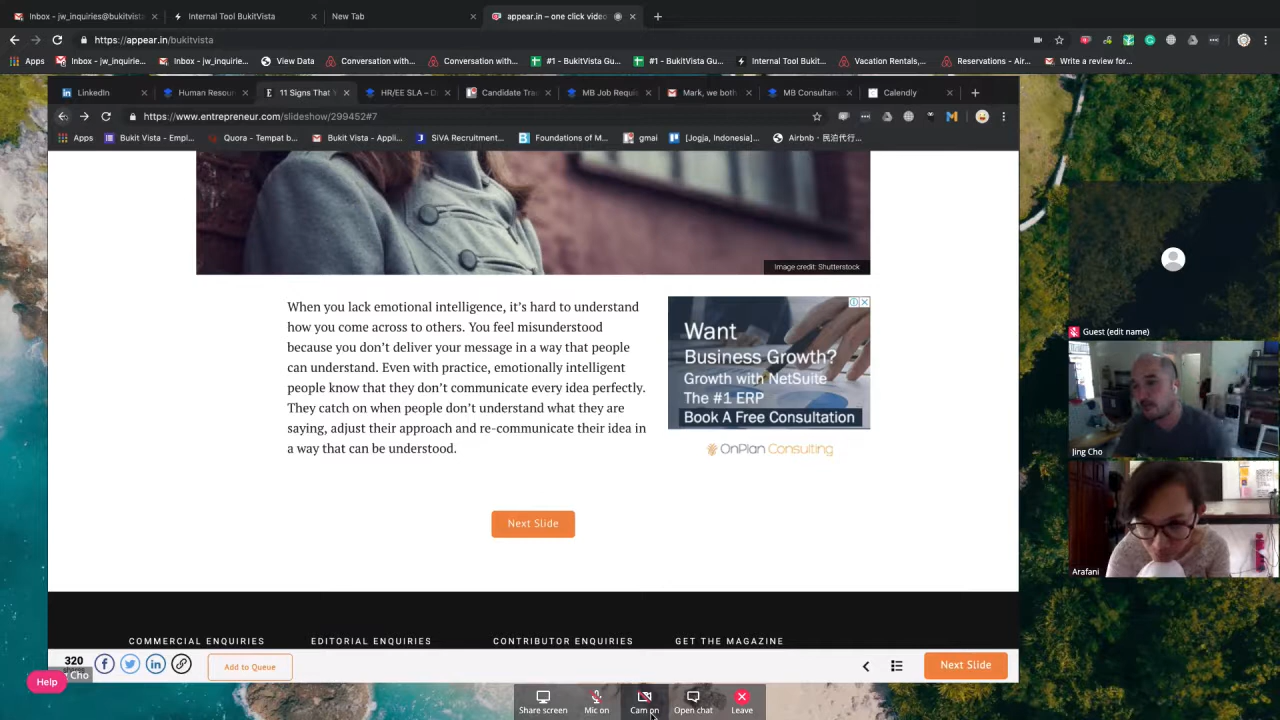 Inbox - jw_inquiries@bukitvista
Internal Tool BukitVista
New Tab
appear.in – one click video
https://appear.in/bukitvista
Apps
Inbox - jw_inquirie...
Inbox - jw_inquirie...
View Data
Conversation with...
Conversation with...
#1 - BukitVista Gu...
#1 - BukitVista Gu...
Internal Tool Bukit...
Vacation Rentals,...
Reservations - Air...
Write a review for...
LinkedIn
Human Resour
11 Signs That Y
HR/EE SLA – D
Candidate Tra
MB Job Requis
Mark, we both
MB Consultan
Calendly
https://www.entrepreneur.com/slideshow/299452#7
Apps
Bukit Vista - Empl...
Quora - Tempat b...
Bukit Vista - Appli...
SiVA Recruitment...
Foundations of M...
gmai
[Jogja, Indonesia]...
Airbnb · 民泊代行...
Image credit: Shutterstock
When you lack emotional intelligence, it's hard to understand
how you come across to others. You feel misunderstood
because you don't deliver your message in a way that people
can understand. Even with practice, emotionally intelligent
people know that they don't communicate every idea perfectly.
They catch on when people don't understand what they are
saying, adjust their approach and re-communicate their idea in
a way that can be understood.
Want
Business Growth?
Growth with NetSuite
The #1 ERP
Book A Free Consultation
OnPlan Consulting
Next Slide
Guest (edit name)
Jing Cho
Arafani
COMMERCIAL ENQUIRIES
EDITORIAL ENQUIRIES
CONTRIBUTOR ENQUIRIES
GET THE MAGAZINE
320
Add to Queue
Next Slide
Cho
Help
Share screen
Mic on
Cam on
Open chat
Leave